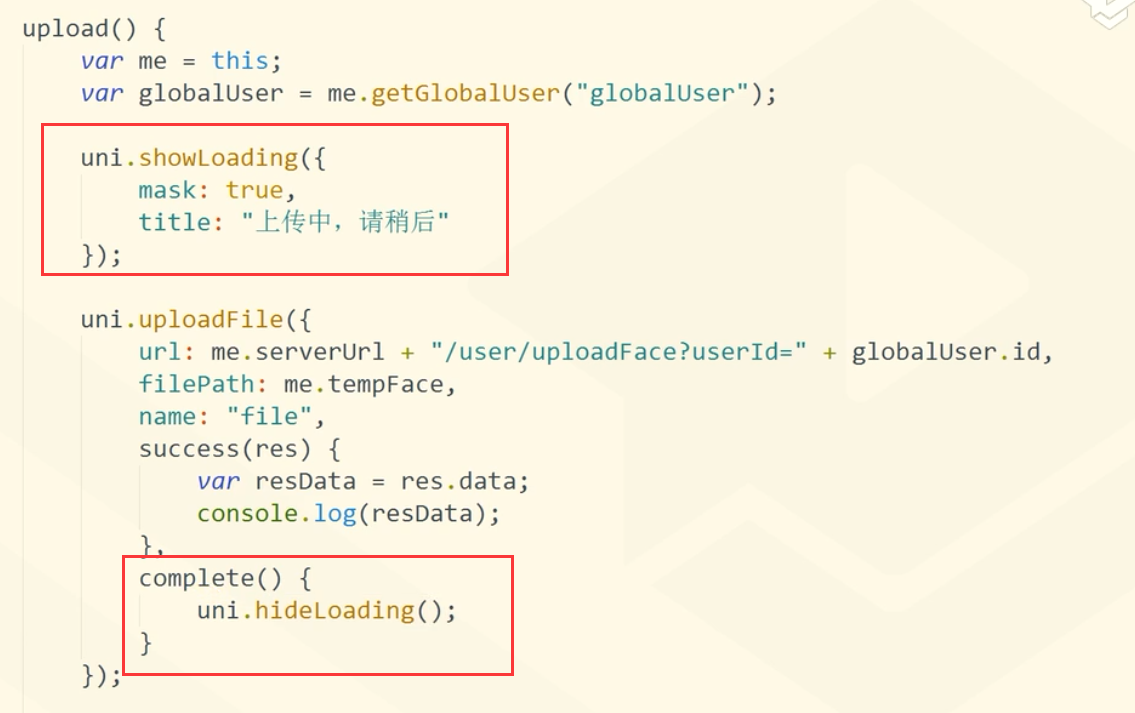 upload() {
var me = this;
var globalUser = me.getGlobalUser("globalUser");
uni.showLoading({
mask: true,
title: "上传中，请稍后"
});
uni.uploadFile({
url: me.serverUrl + "/user/uploadFace?userId=" + globalUser.id,
filePath: me.tempFace,
name: "file",
success(res) {
var resData = res.data;
console.log(resData);
},
complete() {
uni.hideLoading();
}
});